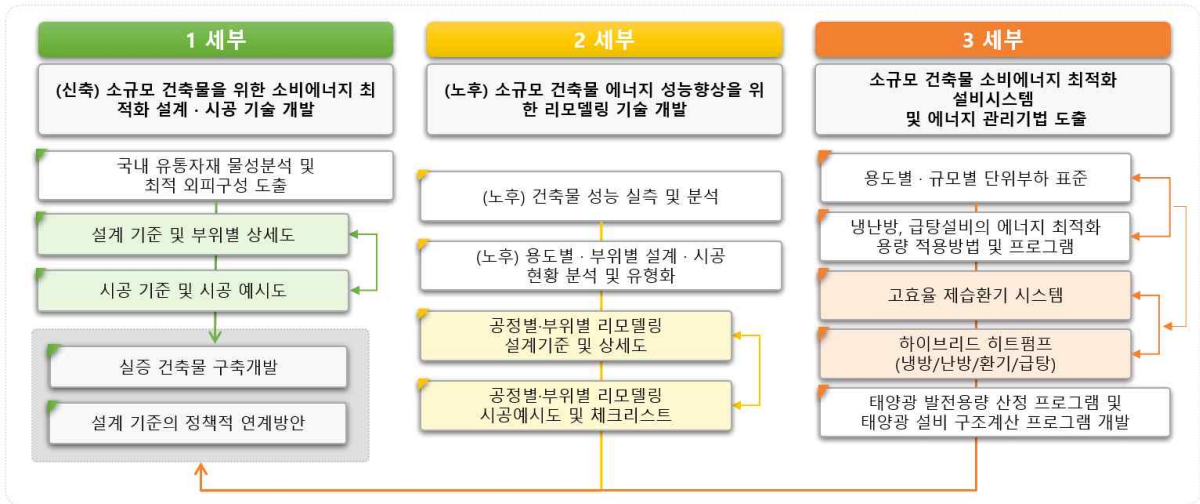 1 세부
(신축) 소규모 건축물을 위한 소비에너지 최
적화 설계 · 시공 기술 개발
국내 유통자재 물성분석 및
최적 외피구성 도출
설계 기준 및 부위별 상세도
시공 기준 및 시공 예시도
실증 건축물 구축개발
설계 기준의 정책적 연계방안
2 세부
(노후) 소규모 건축물 에너지 성능향상을 위
한 리모델링 기술 개발
(노후) 건축물 성능 실측 및 분석
(노후) 용도별 · 부위별 설계 · 시공
현황 분석 및 유형화
공정별·부위별 리모델링
설계기준 및 상세도
공정별·부위별 리모델링
시공예시도 및 체크리스트
3 세부
소규모 건축물 소비에너지 최적화
설비시스템
및 에너지 관리기법 도출
용도별 · 규모별 단위부하 표준
냉난방, 급탕설비의 에너지 최적화
용량 적용방법 및 프로그램
고효율 제습환기 시스템
하이브리드 히트펌프
(냉방/난방/환기/급탕)
태양광 발전용량 산정 프로그램 및
태양광 설비 구조계산 프로그램 개발